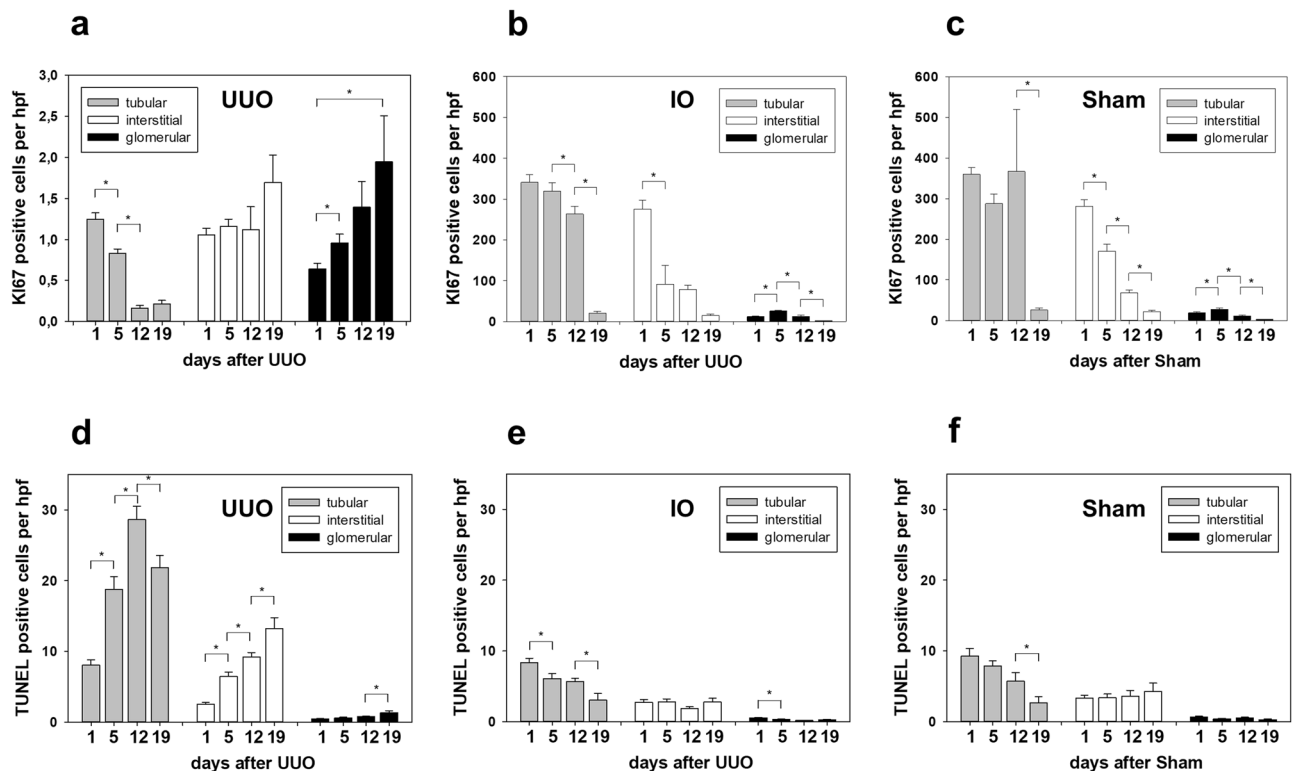 a
KI67 positive cells per hpf
3,0
2,5
2,0
1,5
1,0
0,5
0,0
tubular
interstitial
glomerular
UUO
* * * *
1 5 12 19 1 5 12 19 1 5 12 19
days after UUO
b
KI67 positive cells per hpf
600
500
400
300
200
100
0
IO
tubular
interstitial
glomerular
* * * * * *
1 5 12 19 1 5 12 19 1 5 12 19
days after UUO
c
KI67 positive cells per hpf
600
500
400
300
200
100
0
Sham
tubular
interstitial
glomerular
* * * * * * *
1 5 12 19 1 5 12 19 1 5 12 19
days after Sham
d
TUNEL positive cells per hpf
30
20
10
0
UUO
tubular
interstitial
glomerular
* * * * * * *
1 5 12 19 1 5 12 19 1 5 12 19
days after UUO
e
TUNEL positive cells per hpf
30
20
10
0
IO
tubular
interstitial
glomerular
* * *
1 5 12 19 1 5 12 19 1 5 12 19
days after UUO
f
TUNEL positive cells per hpf
30
20
10
0
Sham
tubular
interstitial
glomerular
*
1 5 12 19 1 5 12 19 1 5 12 19
days after Sham